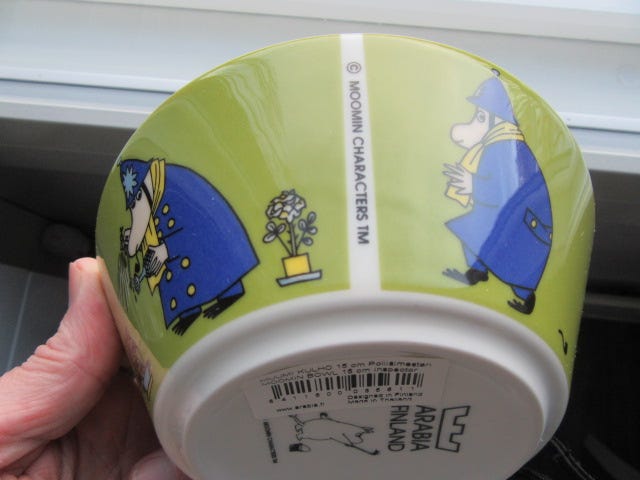 © MOOMIN CHARACTERS TM
MUUMI KULHO 15 cm Poliisimestari
MOOMIN BOWL 15 cm Inspector
Designed in Finland
Made in Thailand
www.arabia.fi
ARABIA
FINLAND